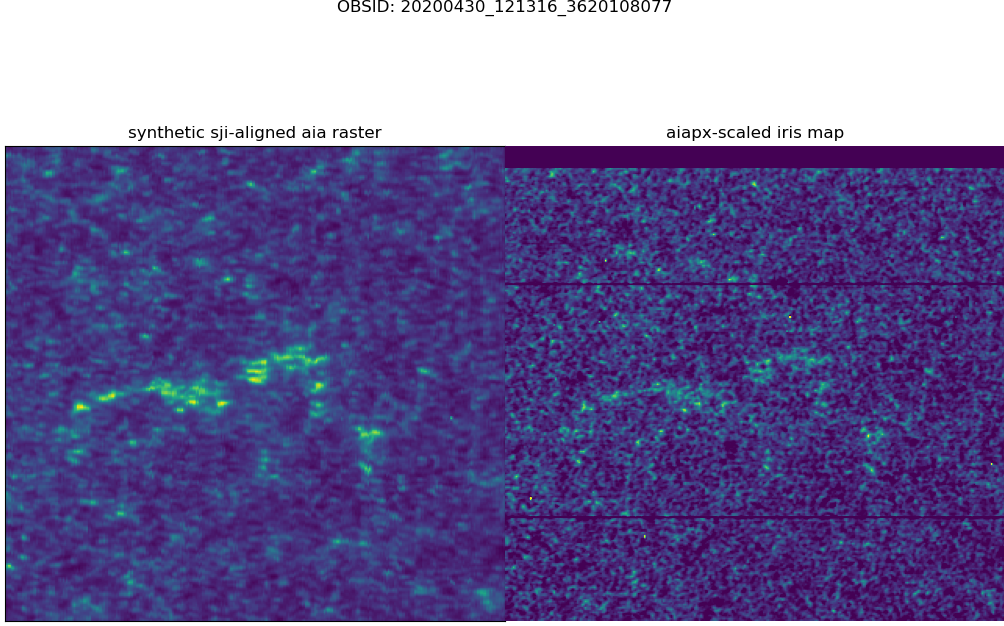 OBSID: 20200430_121316_3620108077
synthetic sji-aligned aia raster
aiapx-scaled iris map